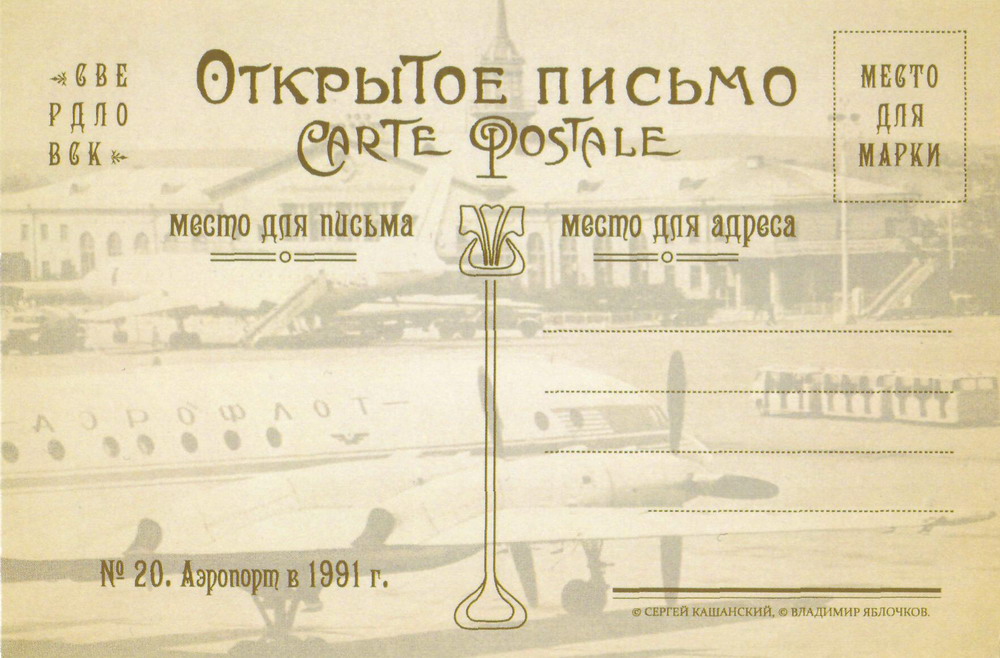 СВЕ
РДЛО
ВСК
Открытое письмо
Carte Postale
МЕСТО
ДЛЯ
МАРКИ
место для письма
место для адреса
АЭРОФЛОТ
№ 20. Аэропорт в 1991 г.
© СЕРГЕЙ КАШАНСКИЙ, © ВЛАДИМИР ЯБЛОЧКОВ.